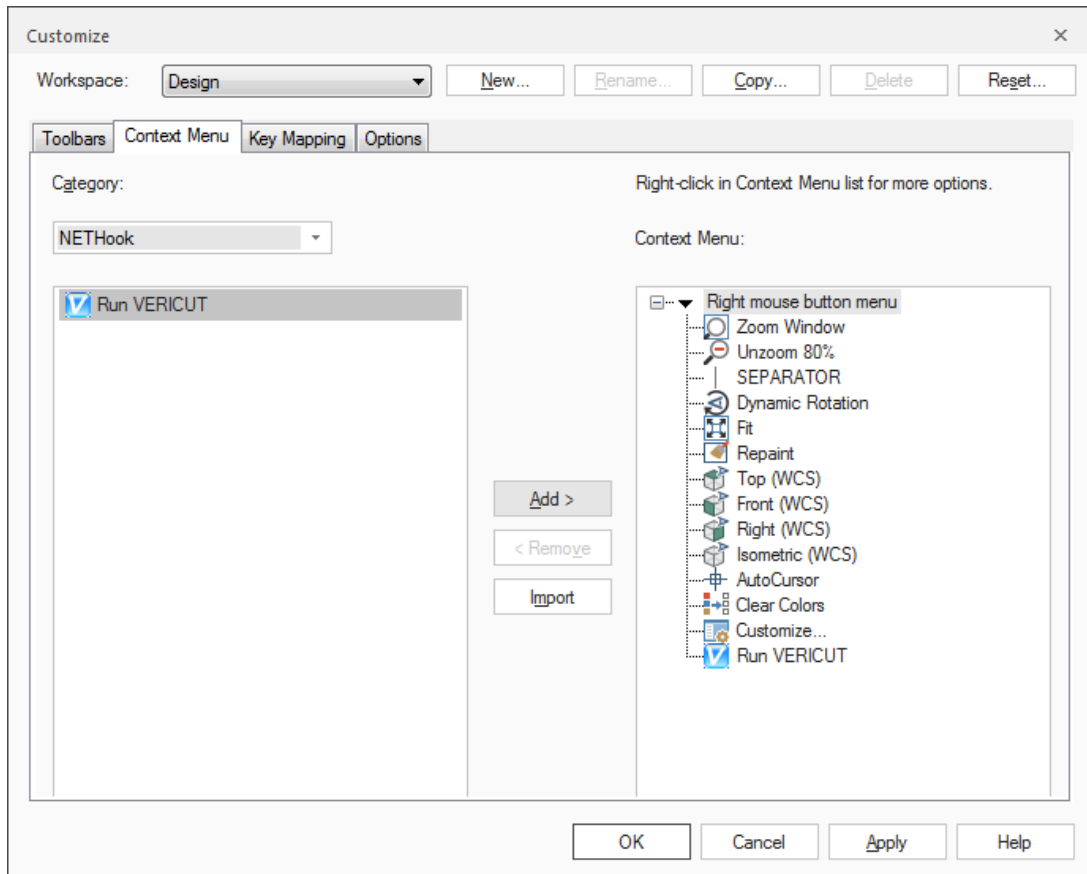 Customize
Workspace:
Design
New...
Rename...
Copy...
Delete
Reset...
Toolbars
Context Menu
Key Mapping
Options
Category:
Right-click in Context Menu list for more options.
NETHook
Context Menu:
Run VERICUT
Right mouse button menu
Zoom Window
Unzoom 80%
SEPARATOR
Dynamic Rotation
Fit
Repaint
Top (WCS)
Front (WCS)
Right (WCS)
Isometric (WCS)
AutoCursor
Clear Colors
Customize...
Run VERICUT
Add >
< Remove
Import
OK
Cancel
Apply
Help